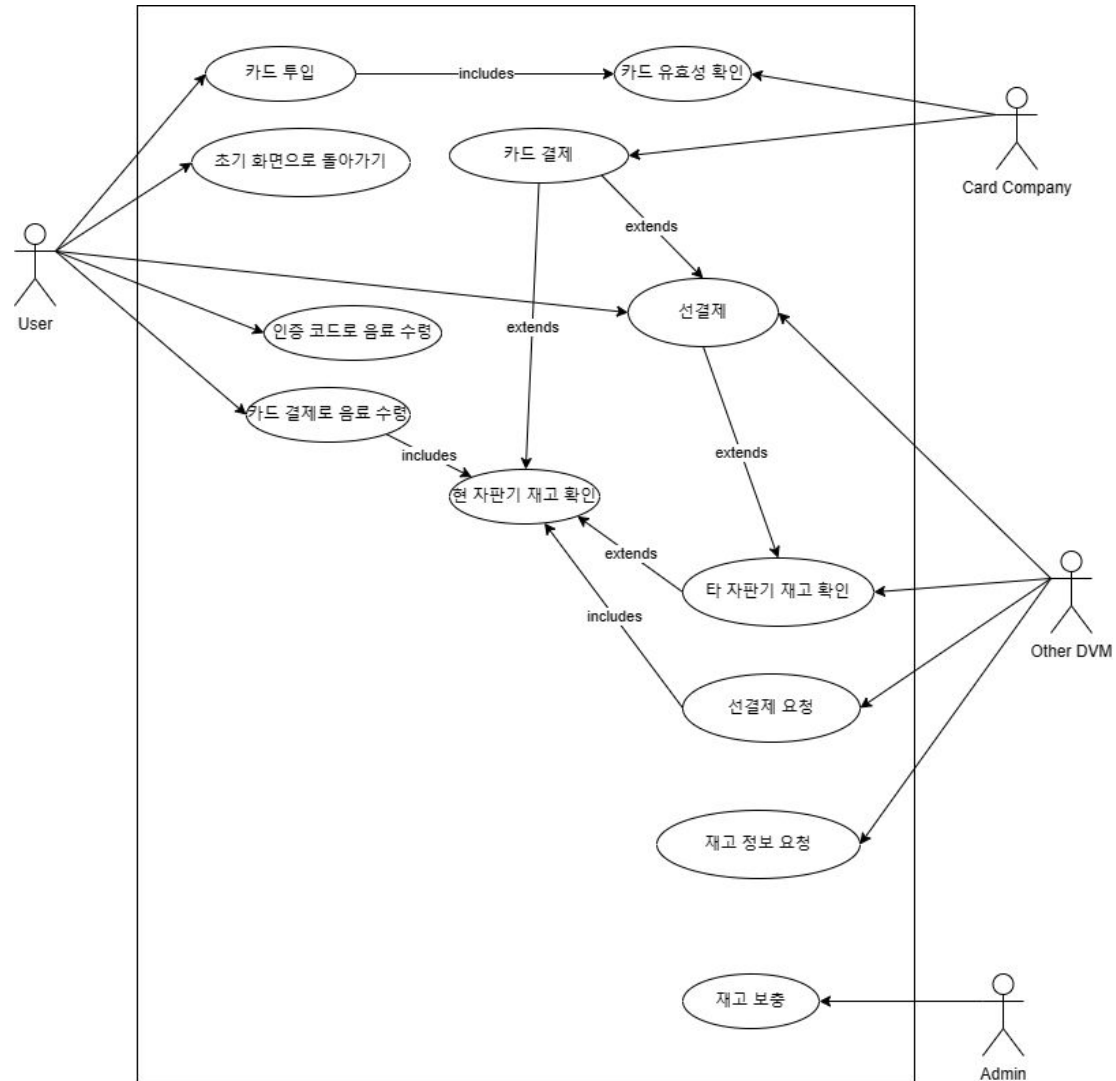 카드 투입
includes
카드 유효성 확인
초기 화면으로 돌아가기
카드 결제
Card Company
extends
User
선결제
extends
인증 코드로 음료 수령
카드 결제로 음료 수령
includes
extends
현 자판기 재고 확인
extends
타 자판기 재고 확인
includes
Other DVM
선결제 요청
재고 정보 요청
재고 보충
Admin